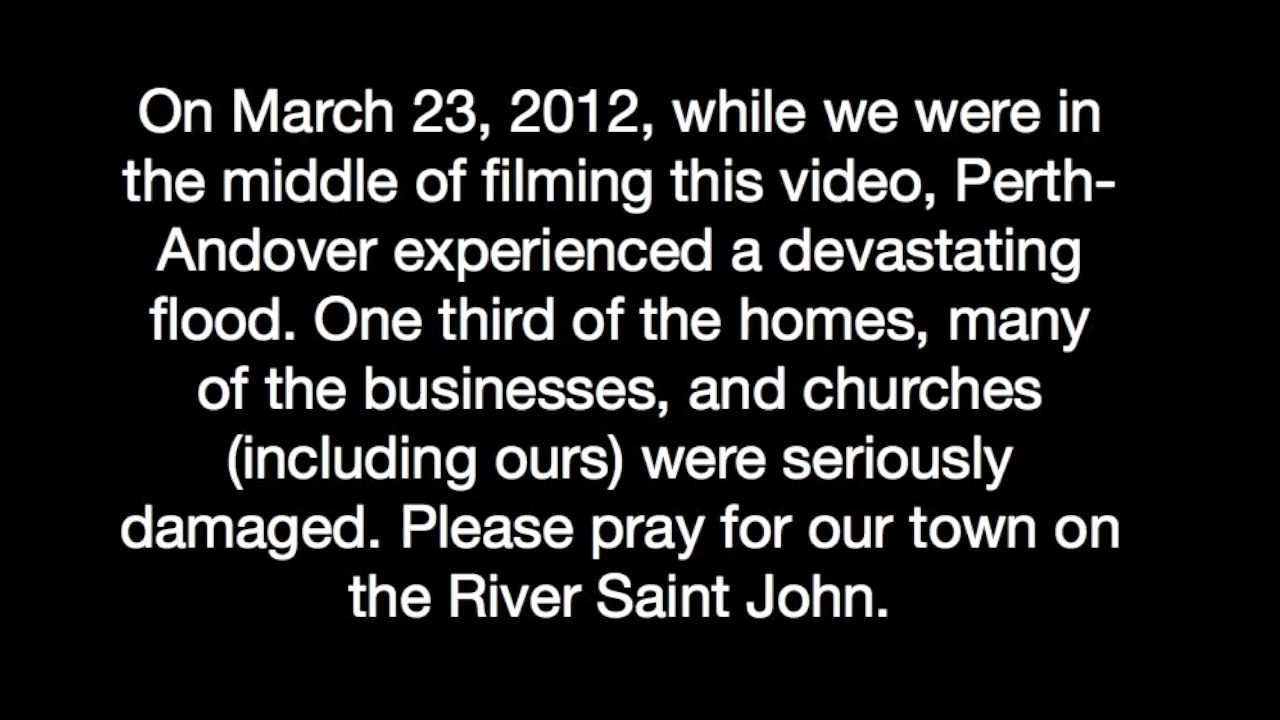 On March 23, 2012, while we were in
the middle of filming this video, Perth-
Andover experienced a devastating
flood. One third of the homes, many
of the businesses, and churches
(including ours) were seriously
damaged. Please pray for our town on
the River Saint John.